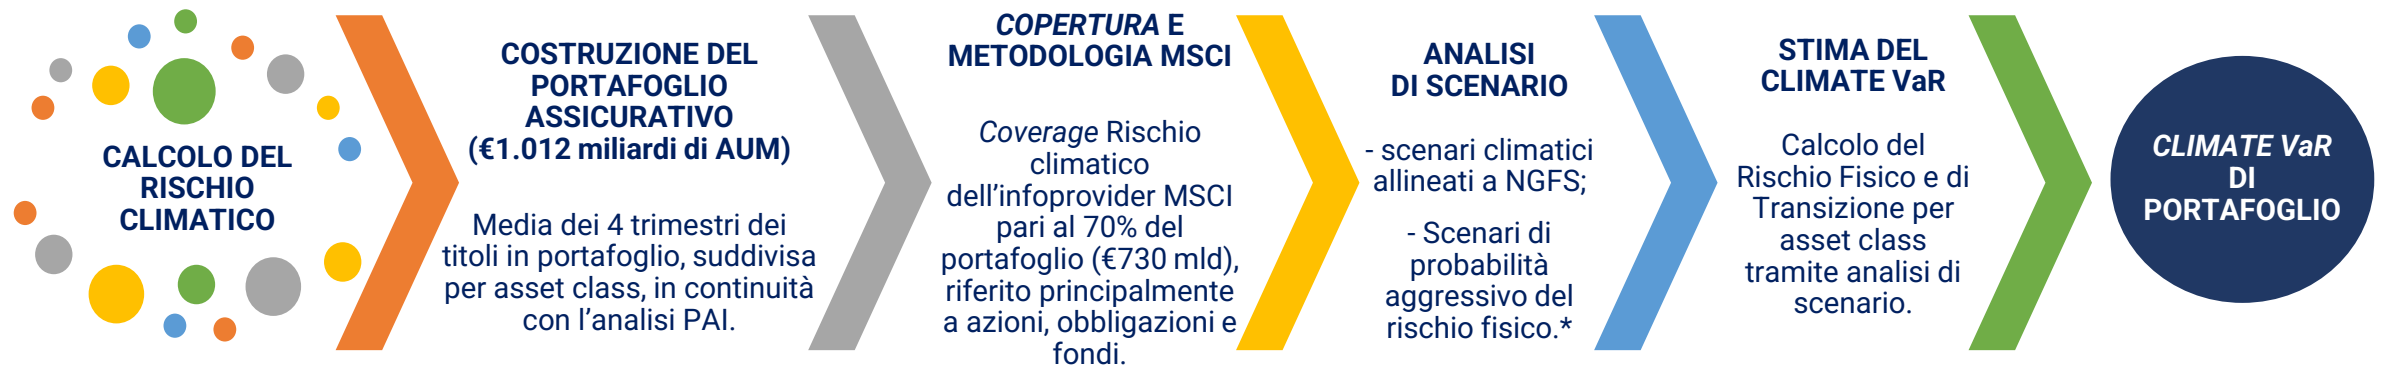 CALCOLO DEL
RISCHIO
CLIMATICO
COSTRUZIONE DEL
PORTAFOGLIO
ASSICURATIVO
(€1.012 miliardi di AUM)
Media dei 4 trimestri dei
titoli in portafoglio, suddivisa
per asset class, in continuità
con l’analisi PAI.
COPERTURA E
METODOLOGIA MSCI
Coverage Rischio
climatico
dell’infoprovider MSCI
pari al 70% del
portafoglio (€730 mld),
riferito principalmente
a azioni, obbligazioni e
fondi.
ANALISI
DI SCENARIO
- scenari climatici
allineati a NGFS;
- Scenari di
probabilità
aggressivo del
rischio fisico.*
STIMA DEL
CLIMATE VaR
Calcolo del
Rischio Fisico e di
Transizione per
asset class
tramite analisi di
scenario.
CLIMATE VaR
DI
PORTAFOGLIO